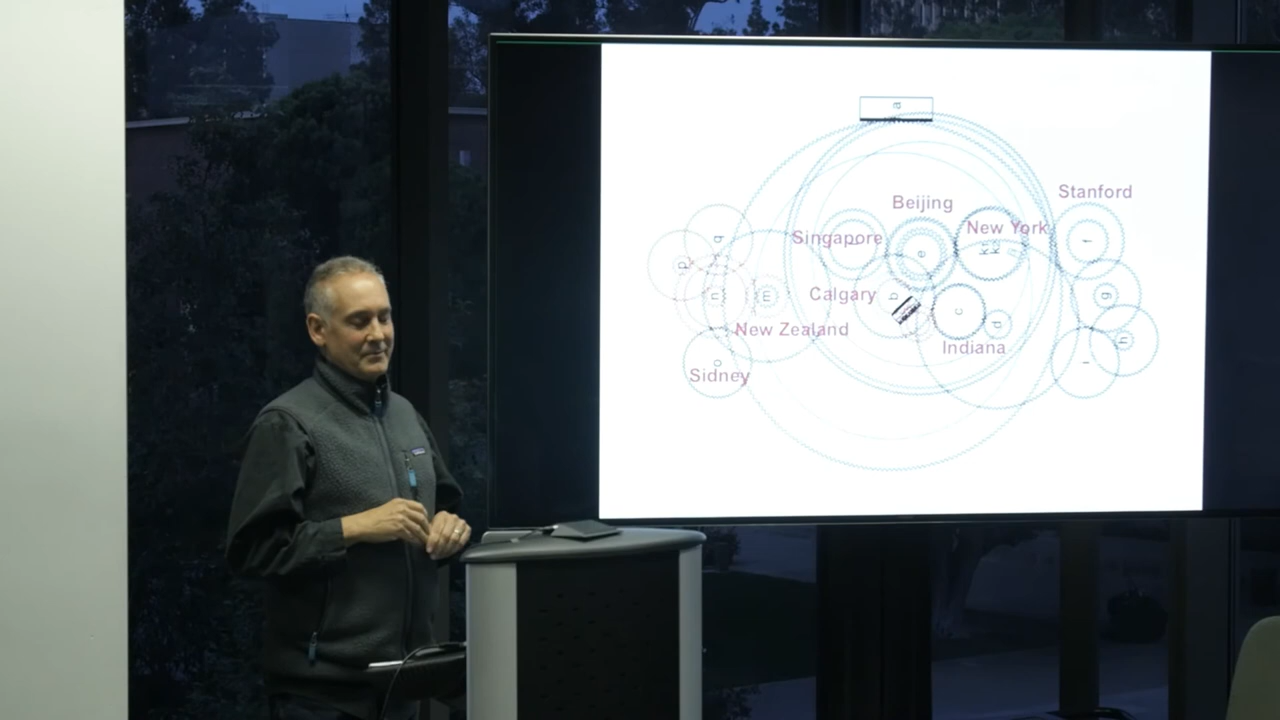 a
Stanford
Beijing
Singapore
New York
q
p
e
k
f
Calgary
n
m
b
c
g
d
New Zealand
h
Indiana
o
i
Sidney